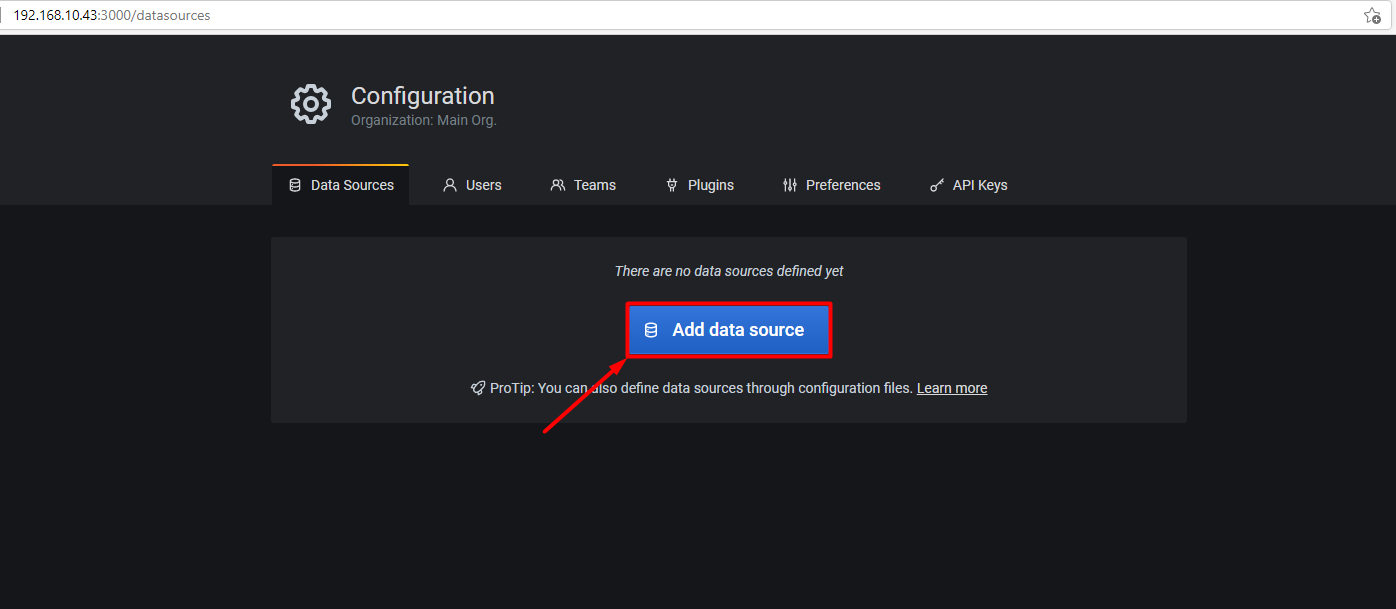 192.168.10.43:3000/datasources
Configuration
Organization: Main Org.
Data Sources Users Teams Plugins Preferences API Keys
There are no data sources defined yet
Add data source
ProTip: You can also define data sources through configuration files. Learn more